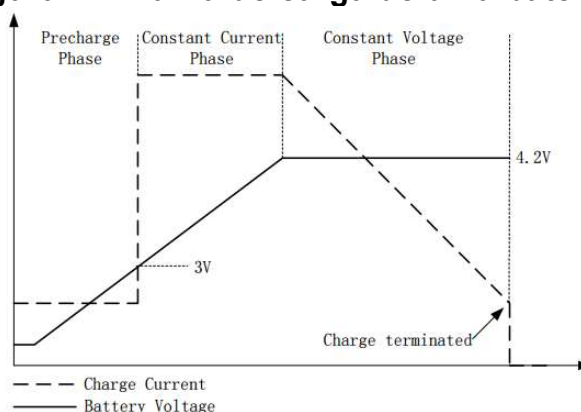 Precharge Phase
Constant Current Phase
Constant Voltage Phase
4.2V
3V
Charge terminated
Charge Current
Battery Voltage